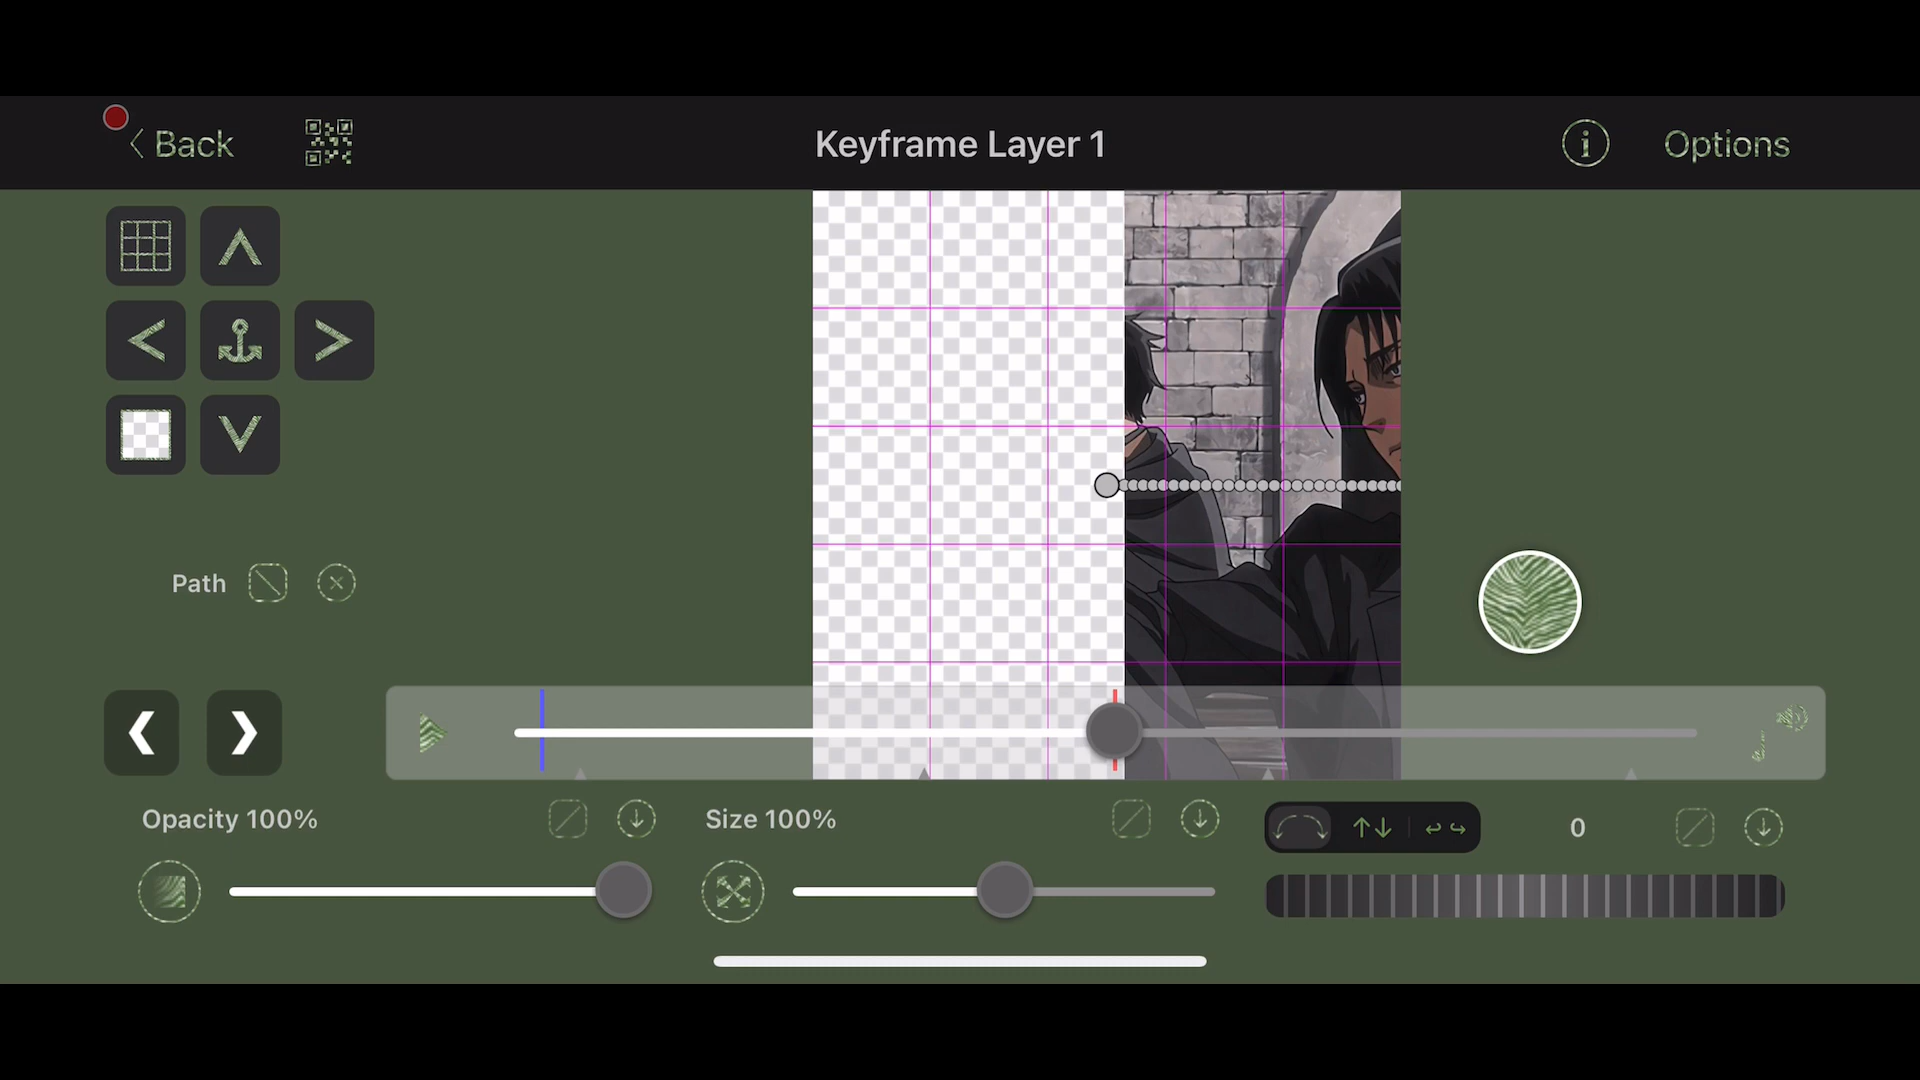 Back
Keyframe Layer 1
Options
Path
Opacity 100%
Size 100%
0